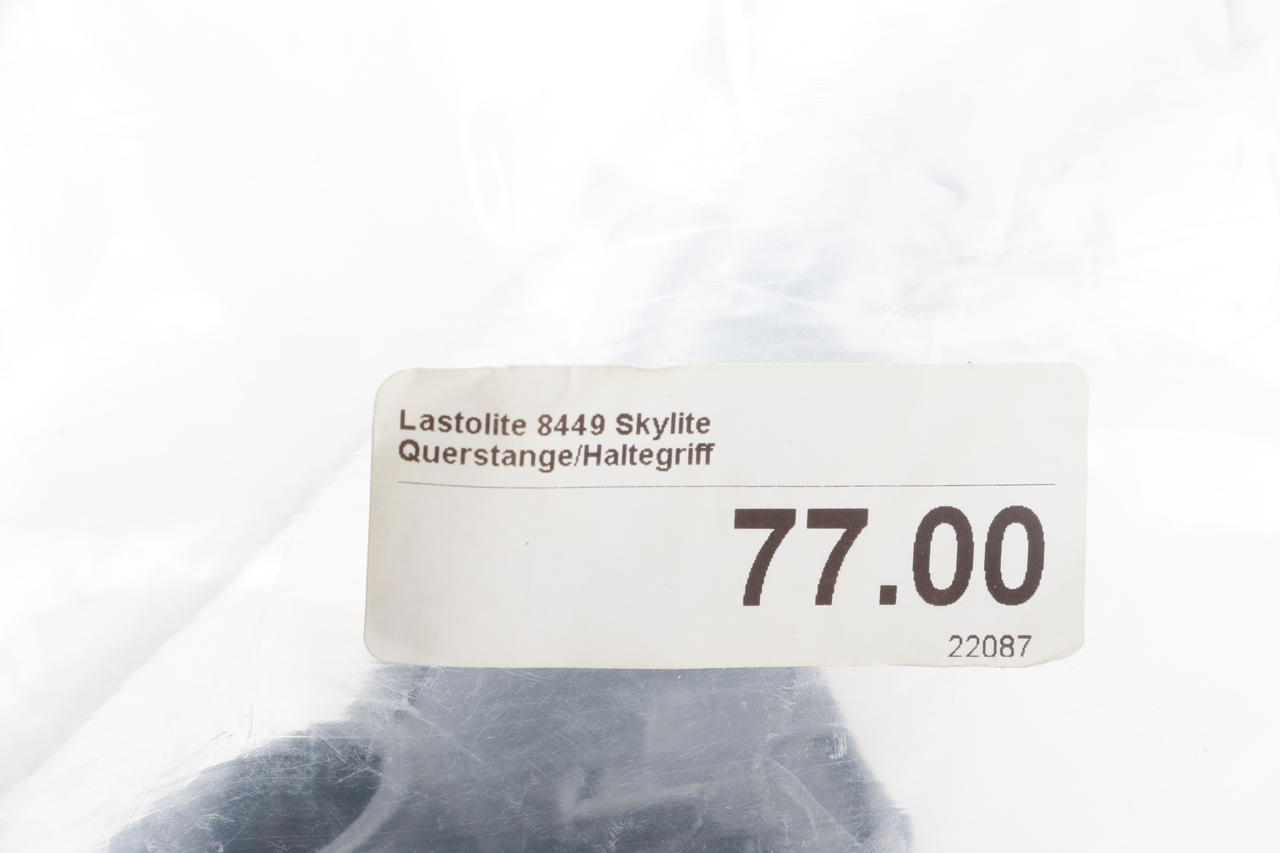 Lastolite 8449 Skylite
Querstange/Haltegriff
77.00
22087